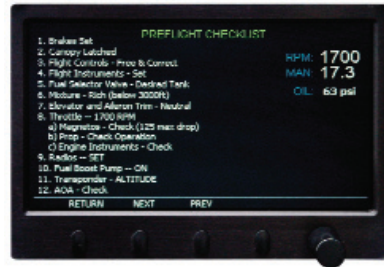 PREFLIGHT CHECKLIST
1. Brakes Set
2. Canopy Latched
3. Flight Controls - Free & Correct
4. Flight Instruments - Set
5. Fuel Selector Valve - Desired Tank
6. Mixture - Rich (below 3000ft)
7. Elevator and Aileron Trim - Neutral
8. Throttle -- 1700 RPM
a) Magnetos - Check (125 max drop)
b) Prop - Check Operation
c) Engine Instruments - Check
9. Radios -- SET
10. Fuel Boost Pump -- ON
11. Transponder - ALTITUDE
12. AOA - Check
RPM: 1700
MAN: 17.3
OIL: 63 psi
RETURN NEXT PREV